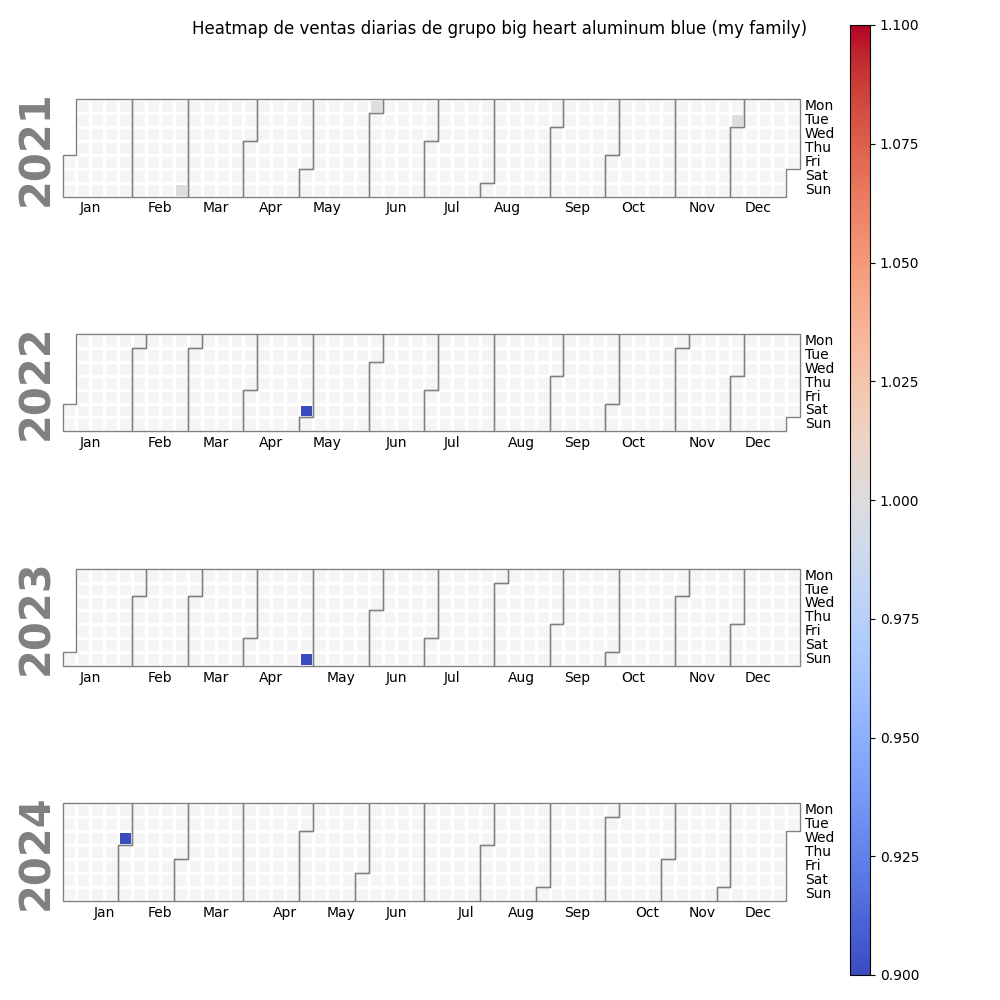 Heatmap de ventas diarias de grupo big heart aluminum blue (my family)
2021
Mon
Tue
Wed
Thu
Fri
Sat
Sun
Jan Feb Mar Apr May Jun Jul Aug Sep Oct Nov Dec
2022
Mon
Tue
Wed
Thu
Fri
Sat
Sun
Jan Feb Mar Apr May Jun Jul Aug Sep Oct Nov Dec
2023
Mon
Tue
Wed
Thu
Fri
Sat
Sun
Jan Feb Mar Apr May Jun Jul Aug Sep Oct Nov Dec
2024
Mon
Tue
Wed
Thu
Fri
Sat
Sun
Jan Feb Mar Apr May Jun Jul Aug Sep Oct Nov Dec
1.100
1.075
1.050
1.025
1.000
0.975
0.950
0.925
0.900